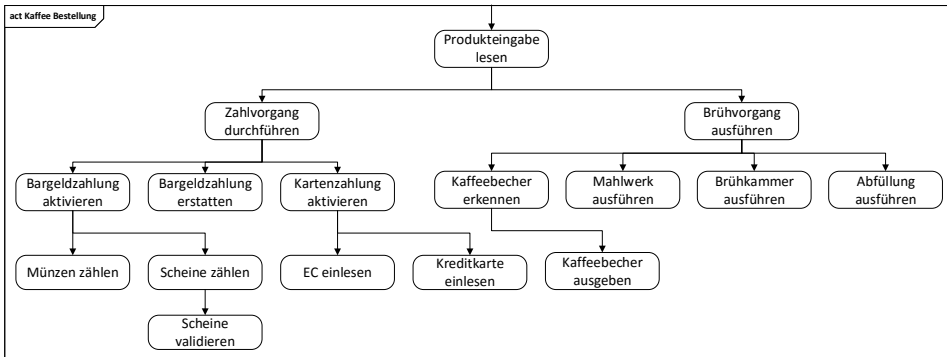 act Kaffee Bestellung
Produkteingabe
lesen
Zahlvorgang
durchführen
Brühvorgang
ausführen
Bargeldzahlung
aktivieren
Bargeldzahlung
erstatten
Kartenzahlung
aktivieren
Kaffeebecher
erkennen
Mahlwerk
ausführen
Brühkammer
ausführen
Abfüllung
ausführen
Münzen zählen
Scheine zählen
EC einlesen
Kreditkarte
einlesen
Kaffeebecher
ausgeben
Scheine
validieren